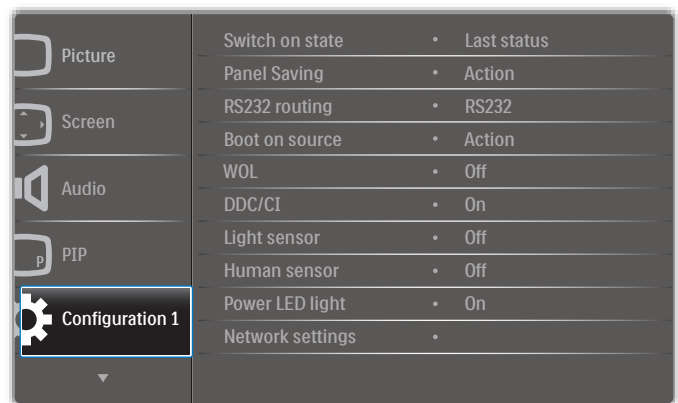 Picture
Screen
Audio
P
PIP
Configuration 1
Switch on state • Last status
Panel Saving • Action
RS232 routing • RS232
Boot on source • Action
WOL • Off
DDC/CI • On
Light sensor • Off
Human sensor • Off
Power LED light • On
Network settings •